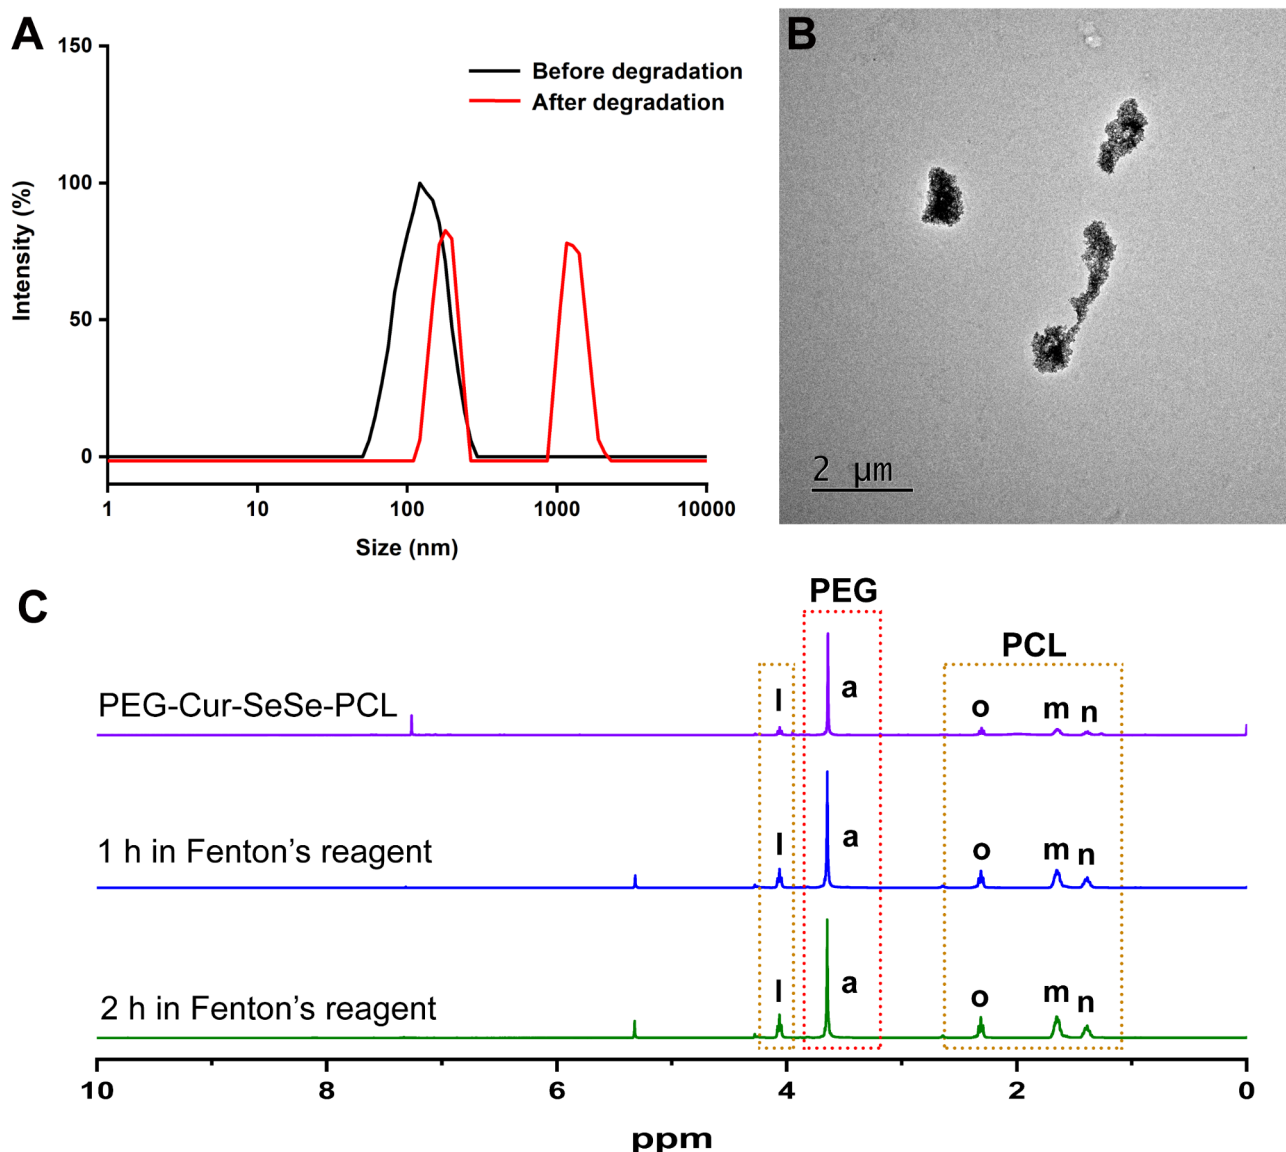 A
150
100
50
0
Intensity (%)
Before degradation
After degradation
1 10 100 1000 10000
Size (nm)
B
2 µm
C
PEG
PCL
PEG-Cur-SeSe-PCL
l a o m n
1 h in Fenton’s reagent
l a o m n
2 h in Fenton’s reagent
l a o m n
10 8 6 4 2 0
ppm